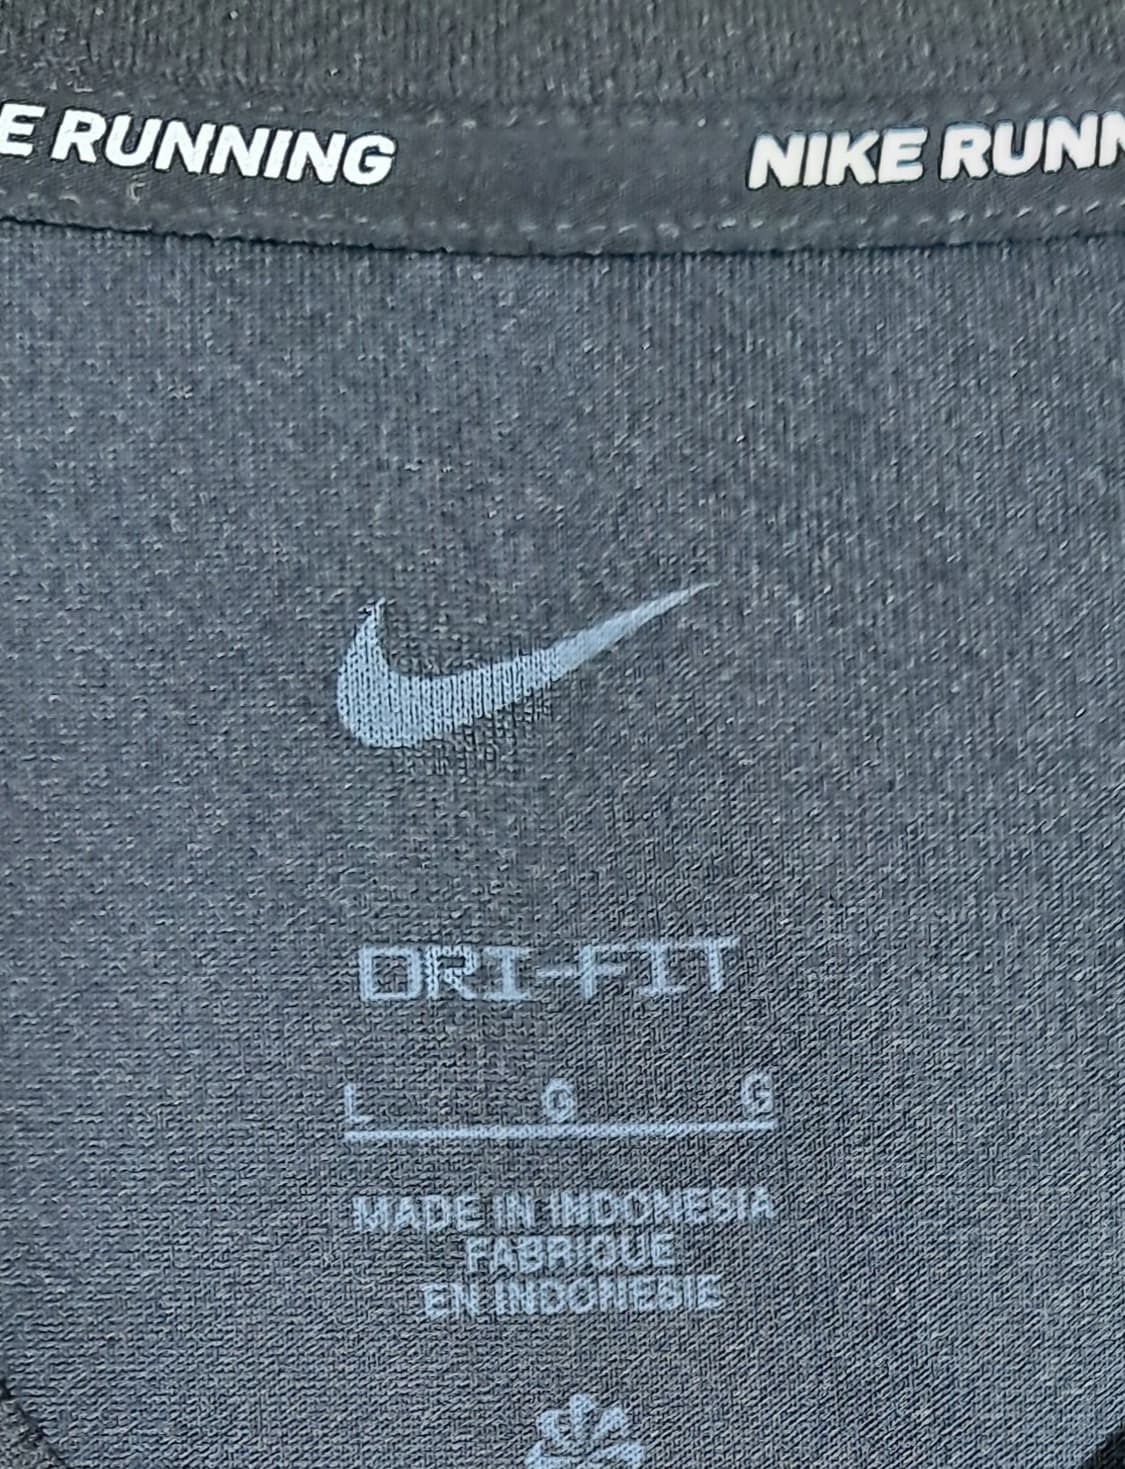 E RUNNING NIKE RUNN
DRI-FIT
L G G
MADE IN INDONESIA
FABRIQUE
EN INDONESIE